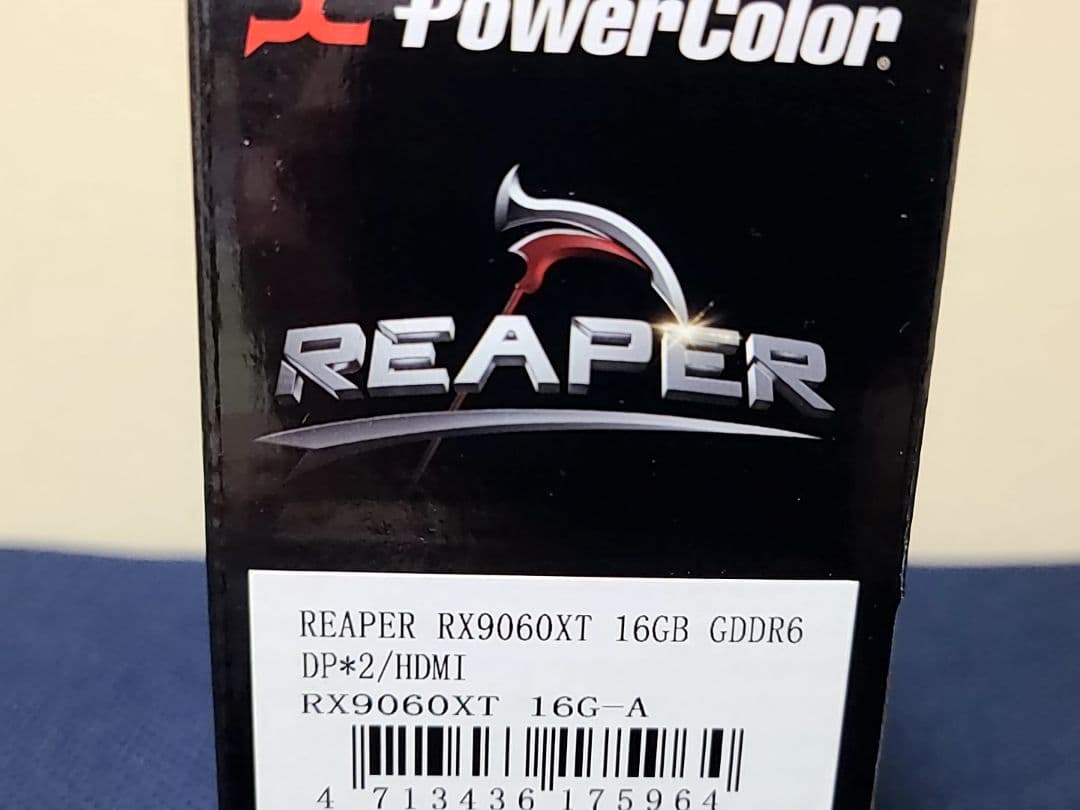 PowerColor®
REAPER
REAPER RX9060XT 16GB GDDR6
DP*2/HDMI
RX9060XT 16G-A
4 713436 175964